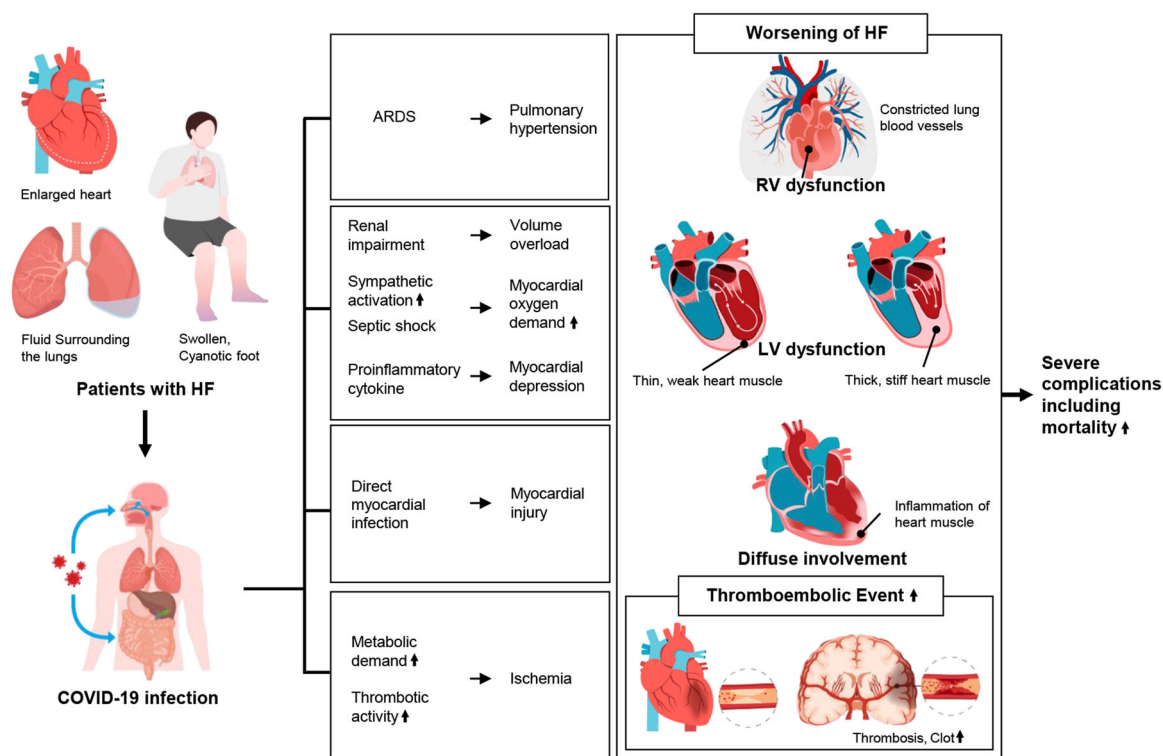 Enlarged heart
Fluid Surrounding
the lungs
Swollen,
Cyanotic foot
Patients with HF
COVID-19 infection
ARDS
Pulmonary
hypertension
Renal
impairment
Volume
overload
Sympathetic
activation
Septic shock
Myocardial
oxygen
demand
Proinflammatory
cytokine
Myocardial
depression
Direct
myocardial
infection
Myocardial
injury
Metabolic
demand
Thrombotic
activity
Ischemia
Worsening of HF
Constricted lung
blood vessels
RV dysfunction
LV dysfunction
Thin, weak heart muscle
Thick, stiff heart muscle
Inflammation of
heart muscle
Diffuse involvement
Thromboembolic Event
Thrombosis, Clot
Severe
complications
including
mortality